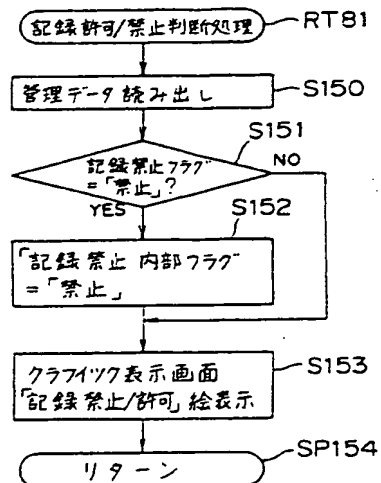 記録許可/禁止判断処理
RT81
管理データ読み出し
S150
S151
記録禁止フラグ
=「禁止」?
NO
YES
S152
「記録禁止内部フラグ
=「禁止」
クラフィック表示画面
「記録禁止/許可」絵表示
S153
リターン
SP154